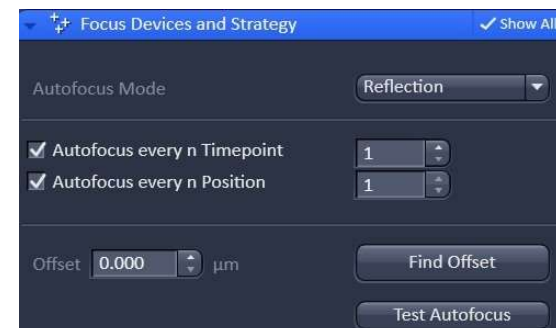 Focus Devices and Strategy ✓ Show All
Autofocus Mode Reflection
Autofocus every n Timepoint 1
Autofocus every n Position 1
Offset 0.000 µm Find Offset
Test Autofocus